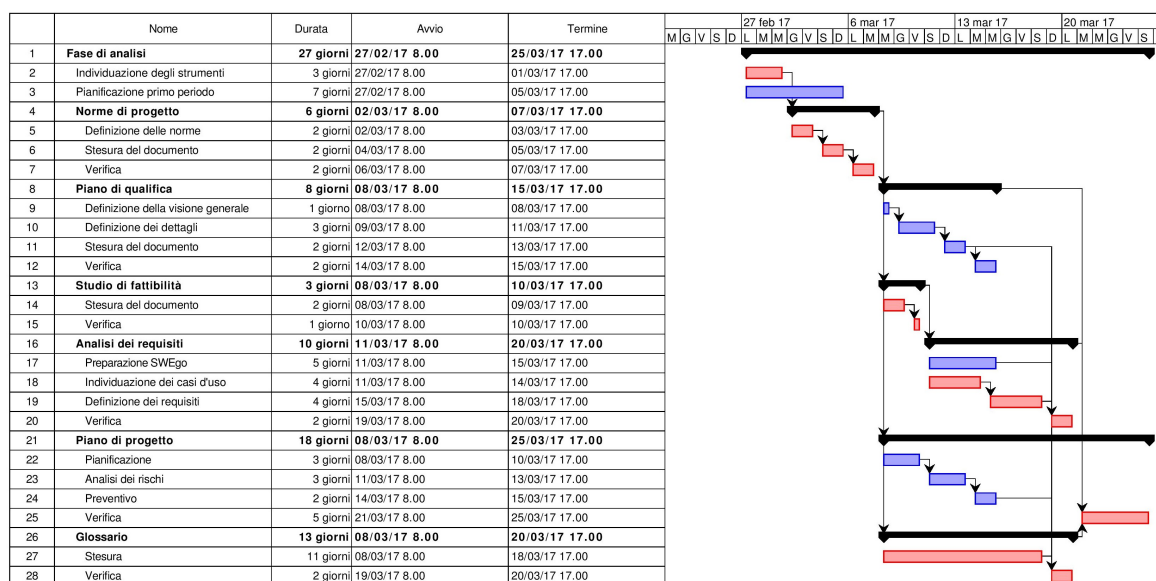 Nome Durata Avvio Termine 27 feb 17 6 mar 17 13 mar 17 20 mar 17
M G V S D L M M G V S D L M M G V S D L M M G V S D L M M G V S
1 Fase di analisi 27 giorni 27/02/17 8.00 25/03/17 17.00
2 Individuazione degli strumenti 3 giorni 27/02/17 8.00 01/03/17 17.00
3 Pianificazione primo periodo 7 giorni 27/02/17 8.00 05/03/17 17.00
4 Norme di progetto 6 giorni 02/03/17 8.00 07/03/17 17.00
5 Definizione delle norme 2 giorni 02/03/17 8.00 03/03/17 17.00
6 Stesura del documento 2 giorni 04/03/17 8.00 05/03/17 17.00
7 Verifica 2 giorni 06/03/17 8.00 07/03/17 17.00
8 Piano di qualifica 8 giorni 08/03/17 8.00 15/03/17 17.00
9 Definizione della visione generale 1 giorno 08/03/17 8.00 08/03/17 17.00
10 Definizione dei dettagli 3 giorni 09/03/17 8.00 11/03/17 17.00
11 Stesura del documento 2 giorni 12/03/17 8.00 13/03/17 17.00
12 Verifica 2 giorni 14/03/17 8.00 15/03/17 17.00
13 Studio di fattibilità 3 giorni 08/03/17 8.00 10/03/17 17.00
14 Stesura del documento 2 giorni 08/03/17 8.00 09/03/17 17.00
15 Verifica 1 giorno 10/03/17 8.00 10/03/17 17.00
16 Analisi dei requisiti 10 giorni 11/03/17 8.00 20/03/17 17.00
17 Preparazione SWEgo 5 giorni 11/03/17 8.00 15/03/17 17.00
18 Individuazione dei casi d'uso 4 giorni 11/03/17 8.00 14/03/17 17.00
19 Definizione dei requisiti 4 giorni 15/03/17 8.00 18/03/17 17.00
20 Verifica 2 giorni 19/03/17 8.00 20/03/17 17.00
21 Piano di progetto 18 giorni 08/03/17 8.00 25/03/17 17.00
22 Pianificazione 3 giorni 08/03/17 8.00 10/03/17 17.00
23 Analisi dei rischi 3 giorni 11/03/17 8.00 13/03/17 17.00
24 Preventivo 2 giorni 14/03/17 8.00 15/03/17 17.00
25 Verifica 5 giorni 21/03/17 8.00 25/03/17 17.00
26 Glossario 13 giorni 08/03/17 8.00 20/03/17 17.00
27 Stesura 11 giorni 08/03/17 8.00 18/03/17 17.00
28 Verifica 2 giorni 19/03/17 8.00 20/03/17 17.00